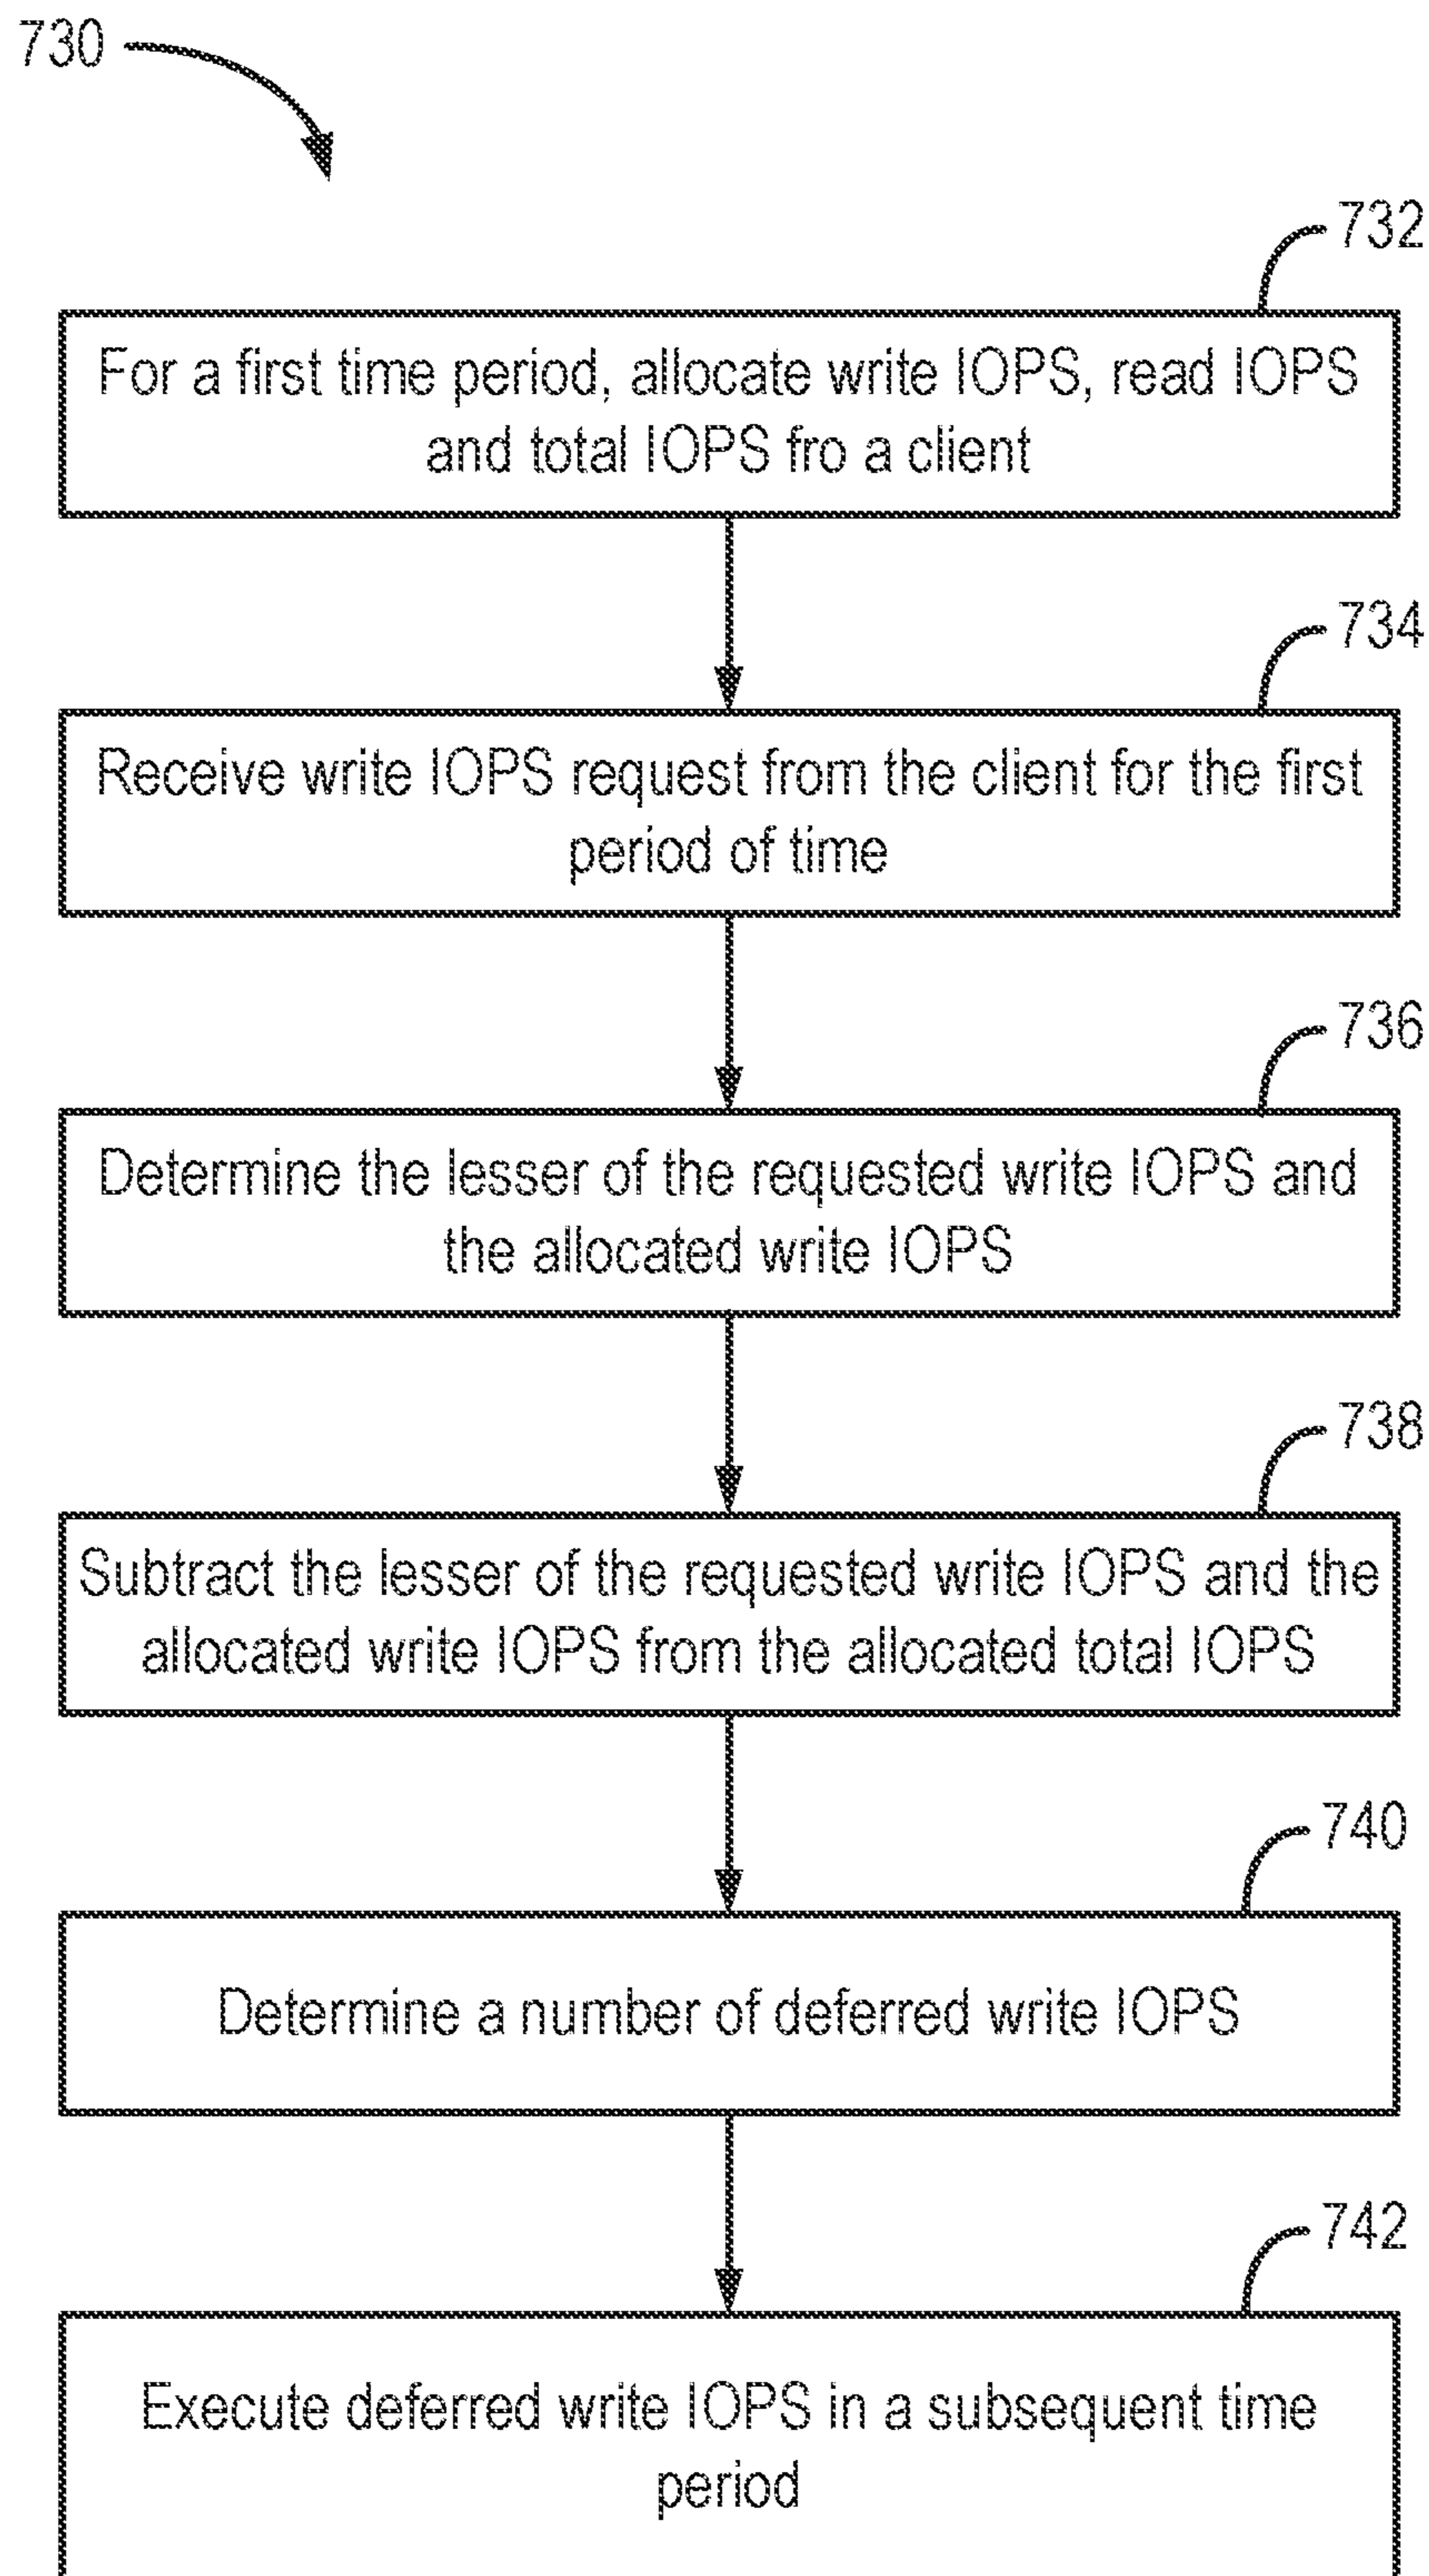 730
732
For a first time period, allocate write IOPS, read IOPS
and total IOPS fro a client
734
Receive write IOPS request from the client for the first
period of time
736
Determine the lesser of the requested write IOPS and
the allocated write IOPS
738
Subtract the lesser of the requested write IOPS and the
allocated write IOPS from the allocated total IOPS
740
Determine a number of deferred write IOPS
742
Execute deferred write IOPS in a subsequent time
period